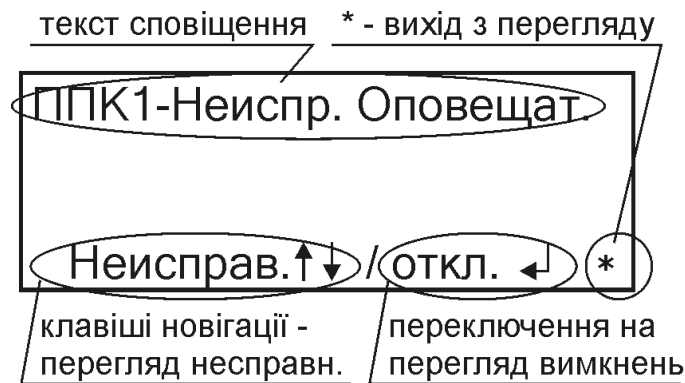 текст сповіщення * - вихід з перегляду
ППК1-Неиспр. Оповещат.
Неисправ.↑↓ / откл. ↲ *
клавіші новігації -
перегляд несправн.
переключення на
перегляд вимкнень